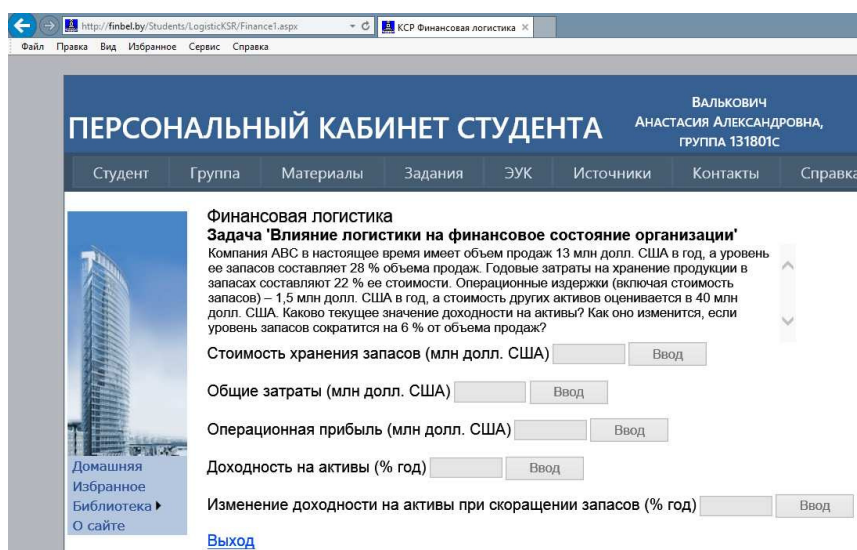 http://finbel.by/Students/LogisticKSR/Finance1.aspx
КСР Финансовая логистика
Файл Правка Вид Избранное Сервис Справка
ПЕРСОНАЛЬНЫЙ КАБИНЕТ СТУДЕНТА
Валькович
Анастасия Александровна,
группа 131801с
Студент Группа Материалы Задания ЭУК Источники Контакты Справка
Финансовая логистика
Задача 'Влияние логистики на финансовое состояние организации'
Компания АВС в настоящее время имеет объем продаж 13 млн долл. США в год, а уровень
ее запасов составляет 28 % объема продаж. Годовые затраты на хранение продукции в
запасах составляют 22 % ее стоимости. Операционные издержки (включая стоимость
запасов) – 1,5 млн долл. США в год, а стоимость других активов оценивается в 40 млн
долл. США. Каково текущее значение доходности на активы? Как оно изменится, если
уровень запасов сократится на 6 % от объема продаж?
Стоимость хранения запасов (млн долл. США) Ввод
Общие затраты (млн долл. США) Ввод
Операционная прибыль (млн долл. США) Ввод
Доходность на активы (% год) Ввод
Изменение доходности на активы при скоращении запасов (% год) Ввод
Выход
Домашняя
Избранное
Библиотека
О сайте